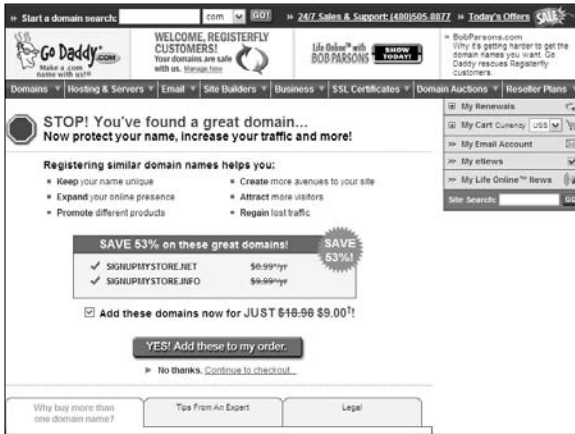 » Start a domain search: com GO! » 24/7 Sales & Support: (480)505-8877 » Today's Offers SALE
Go Daddy.COM
Make a .com
name with us!®
WELCOME, REGISTERFLY
CUSTOMERS!
Your domains are safe
with us. Manage Now
Life Online™ with
BOB PARSONS
SHOW
TODAY!
» BobParsons.com
Why it's getting harder to get the
domain names you want. Go
Daddy rescues Registerfly
customers.
Domains Hosting & Servers Email Site Builders Business SSL Certificates Domain Auctions Reseller Plans
My Renewals
My Cart Currency US$
» My Email Account
» My eNews
» My Life Online™ News
Site Search: GO
STOP! You've found a great domain...
Now protect your name, increase your traffic and more!
Registering similar domain names helps you:
Keep your name unique
Expand your online presence
Promote different products
Create more avenues to your site
Attract more visitors
Regain lost traffic
SAVE 53% on these great domains!
SAVE
53%!
SIGNUPMYSTORE.NET $8.99*/yr
SIGNUPMYSTORE.INFO $9.99*/yr
Add these domains now for JUST $18.98 $9.00†!
YES! Add these to my order.
No thanks. Continue to checkout...
Why buy more than
one domain name?
Tips From An Expert
Legal